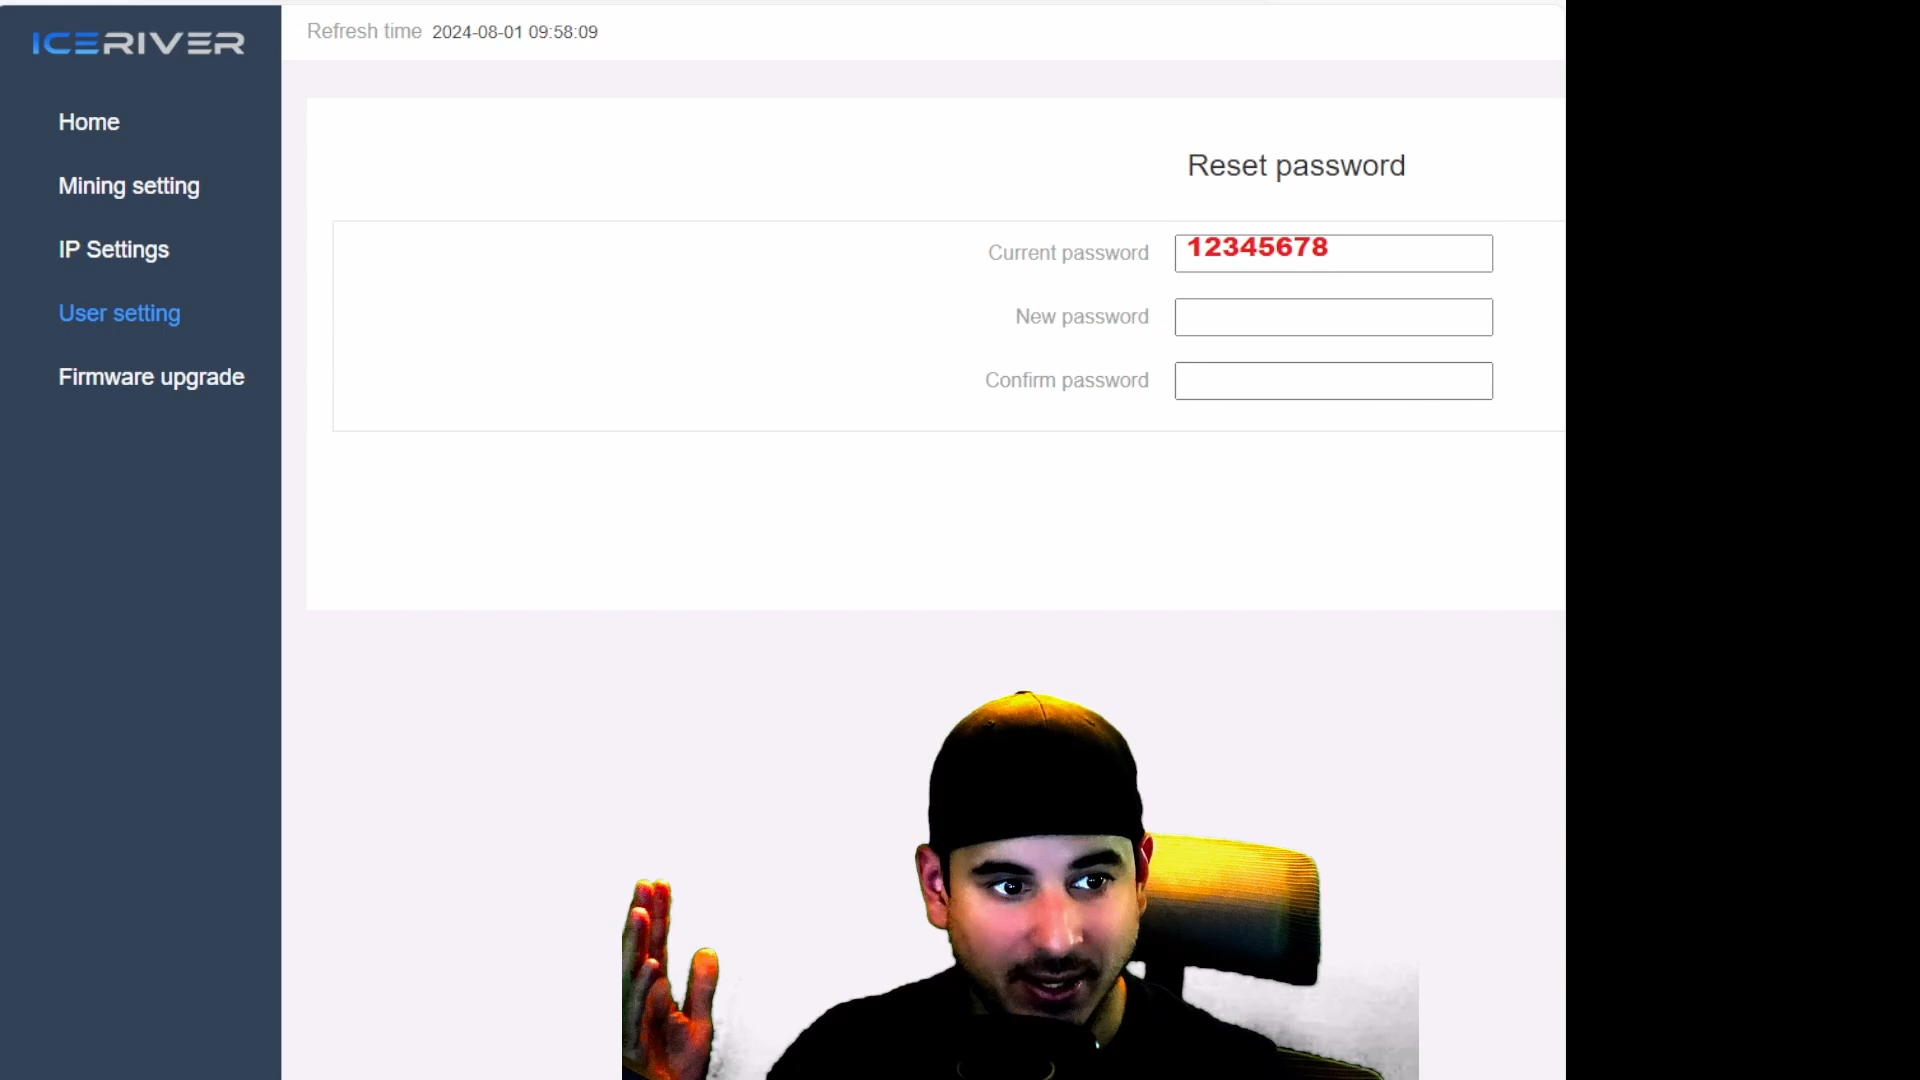 ICERIVER
Refresh time 2024-08-01 09:58:09
Home
Mining setting
IP Settings
User setting
Firmware upgrade
Reset password
Current password 12345678
New password
Confirm password